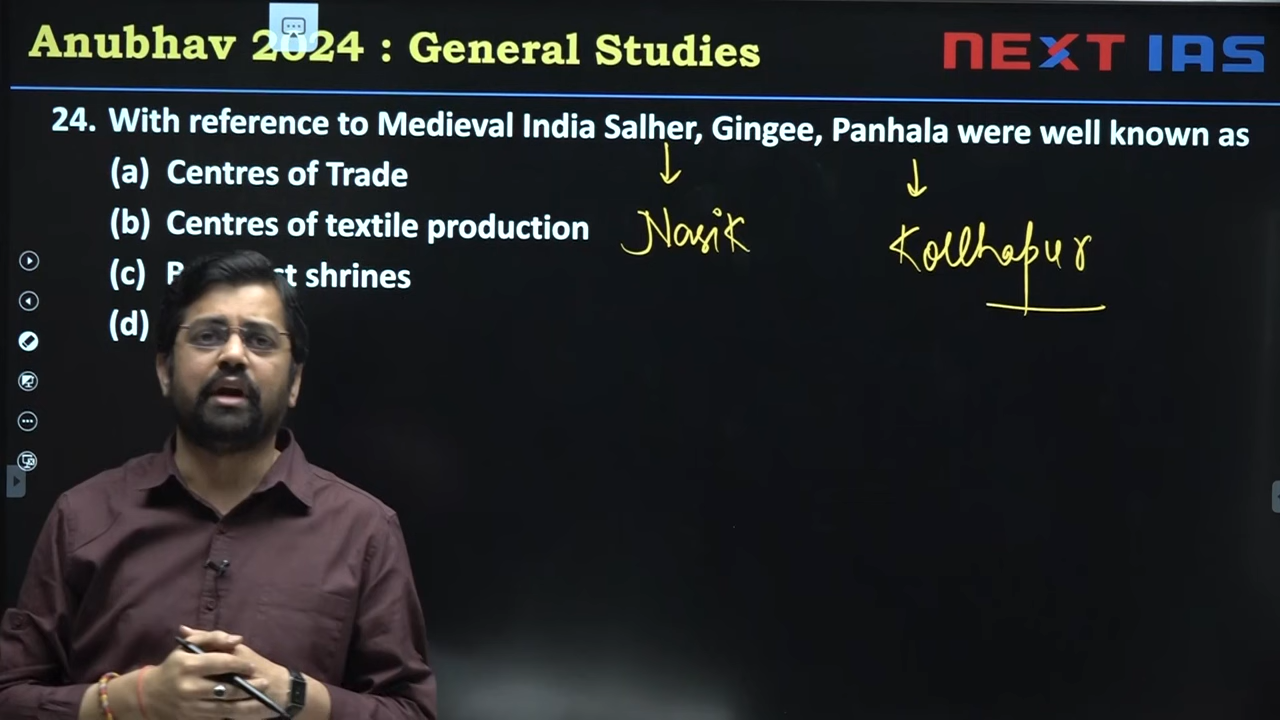 Anubhav 2024 : General Studies
NEXT IAS
24. With reference to Medieval India Salher, Gingee, Panhala were well known as
(a) Centres of Trade
(b) Centres of textile production
Nasik
Kollhapur
(c) shrines
(d)